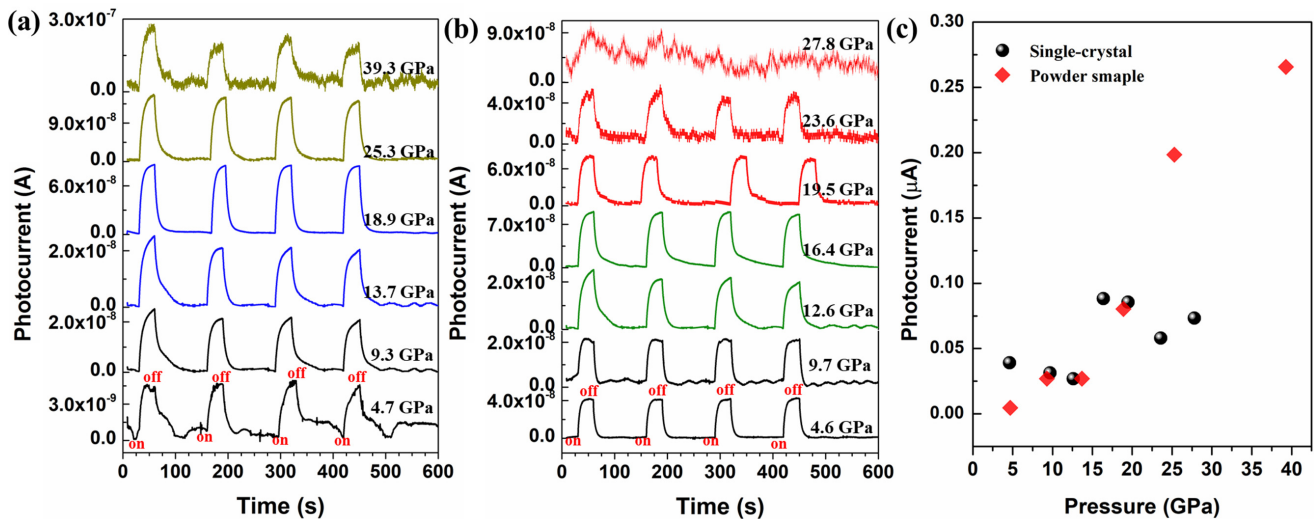 (a)
3.0x10⁻⁷
39.3 GPa
0.0
9.0x10⁻⁸
25.3 GPa
0.0
6.0x10⁻⁸
18.9 GPa
0.0
2.0x10⁻⁸
13.7 GPa
0.0
2.0x10⁻⁸
9.3 GPa
0.0
off off off off
4.7 GPa
3.0x10⁻⁹
0.0
on on on on
0 100 200 300 400 500 600
Time (s)
Photocurrent (A)
(b)
9.0x10⁻⁸
27.8 GPa
0.0
4.0x10⁻⁸
23.6 GPa
0.0
6.0x10⁻⁸
19.5 GPa
0.0
7.0x10⁻⁸
16.4 GPa
0.0
2.0x10⁻⁸
12.6 GPa
0.0
2.0x10⁻⁸
9.7 GPa
0.0
off off off off
4.0x10⁻⁸
4.6 GPa
0.0
on on on on
0 100 200 300 400 500 600
Time (s)
Photocurrent (A)
(c)
0.30
Single-crystal
Powder smaple
0.25
0.20
0.15
0.10
0.05
0.00
0 5 10 15 20 25 30 35 40
Pressure (GPa)
Photocurrent (μA)